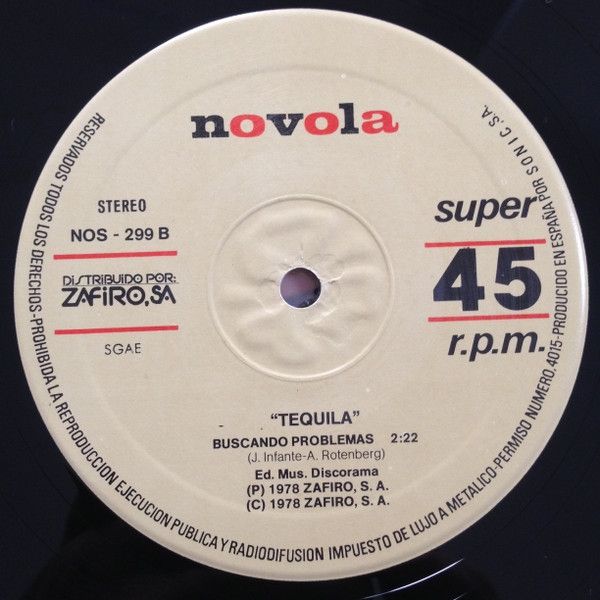 novola
STEREO
NOS - 299 B
DISTRIBUIDO POR:
ZAFIRO, SA
SGAE
super
45
r.p.m.
"TEQUILA"
BUSCANDO PROBLEMAS 2:22
(J. Infante-A. Rotenberg)
Ed. Mus. Discorama
(P) 1978 ZAFIRO, S. A.
(C) 1978 ZAFIRO, S. A.
RESERVADOS TODOS LOS DERECHOS-PROHIBIDA LA REPRODUCCION EJECUCION PUBLICA Y RADIODIFUSION IMPUESTO DE LUJO A METALICO-PERMISO NUMERO. 4015-PRODUCIDO EN ESPAÑA POR SONIC, S.A.